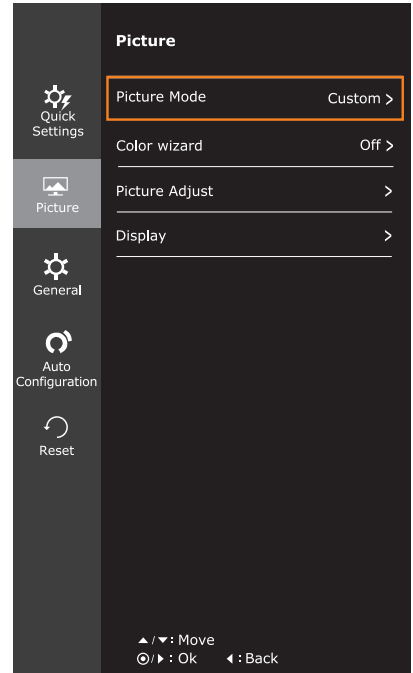 Picture
Quick
Settings
Picture
General
Auto
Configuration
Reset
Picture Mode Custom >
Color wizard Off >
Picture Adjust >
Display >
▲/▼: Move
◉/▶ : Ok ◀ : Back